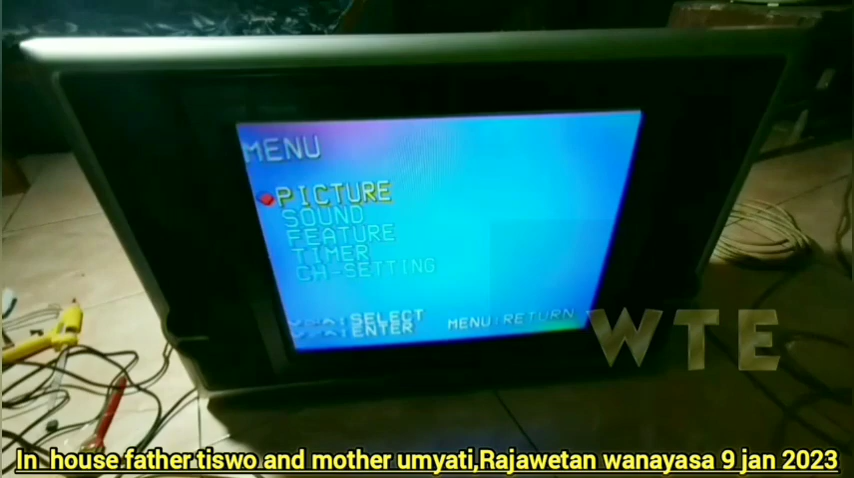 MENU
PICTURE
SOUND
FEATURE
TIMER
CH-SETTING
:SELECT
:ENTER
MENU:RETURN
WTE
In house father tiswo and mother umyati,Rajawetan wanayasa 9 jan 2023